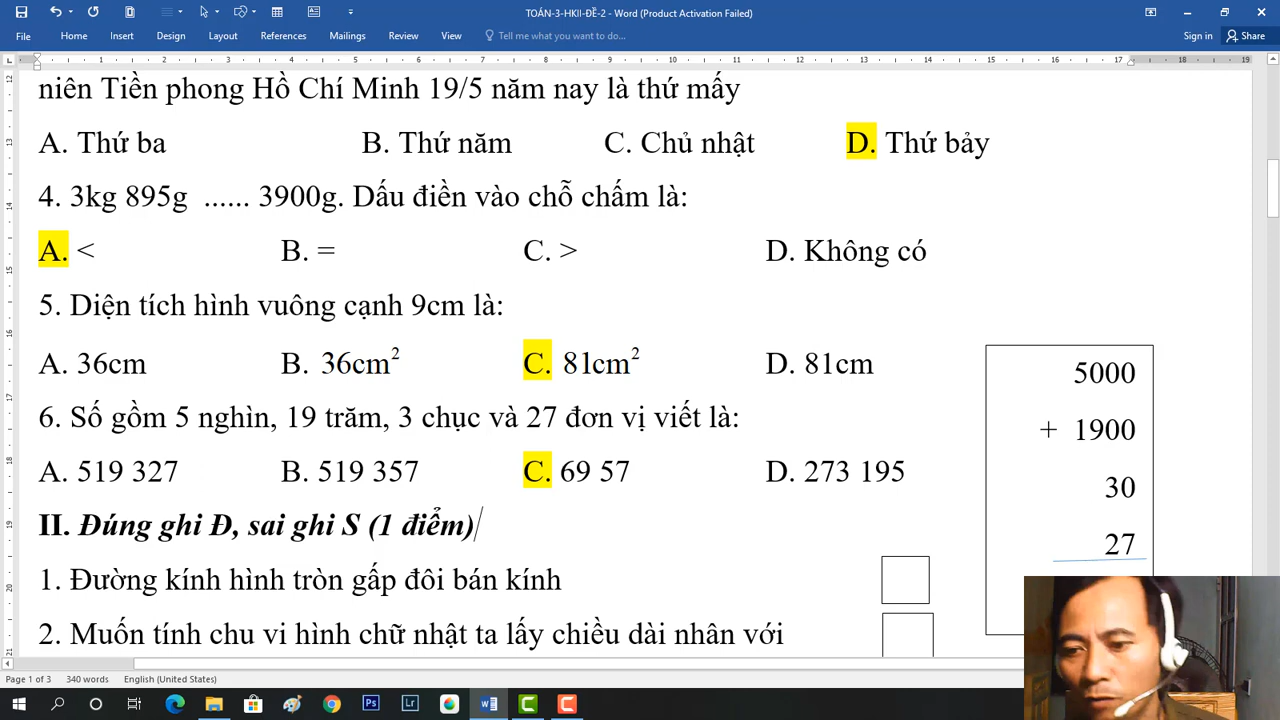 TOÁN-3-HKII-ĐỀ-2 - Word (Product Activation Failed)
File Home Insert Design Layout References Mailings Review View Tell me what you want to do... Sign in Share
niên Tiền phong Hồ Chí Minh 19/5 năm nay là thứ mấy
A. Thứ ba B. Thứ năm C. Chủ nhật D. Thứ bảy
4. 3kg 895g ...... 3900g. Dấu điền vào chỗ chấm là:
A. < B. = C. > D. Không có
5. Diện tích hình vuông cạnh 9cm là:
A. 36cm B. 36cm² C. 81cm² D. 81cm
6. Số gồm 5 nghìn, 19 trăm, 3 chục và 27 đơn vị viết là:
A. 519 327 B. 519 357 C. 69 57 D. 273 195
5000
+ 1900
30
27
II. Đúng ghi Đ, sai ghi S (1 điểm)
1. Đường kính hình tròn gấp đôi bán kính
2. Muốn tính chu vi hình chữ nhật ta lấy chiều dài nhân với
Page 1 of 3 340 words English (United States)